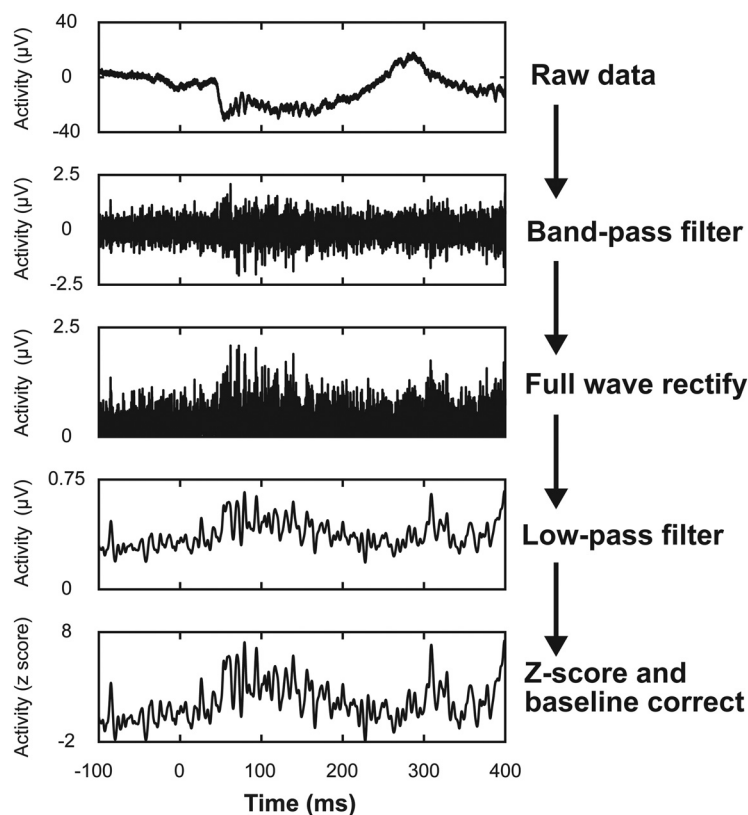 40
0
-40
Activity (µV)
Raw data
2.5
0
-2.5
Activity (µV)
Band-pass filter
2.5
0
Activity (µV)
Full wave rectify
0.75
0
Activity (µV)
Low-pass filter
8
-2
Activity (z score)
Z-score and
baseline correct
-100 0 100 200 300 400
Time (ms)